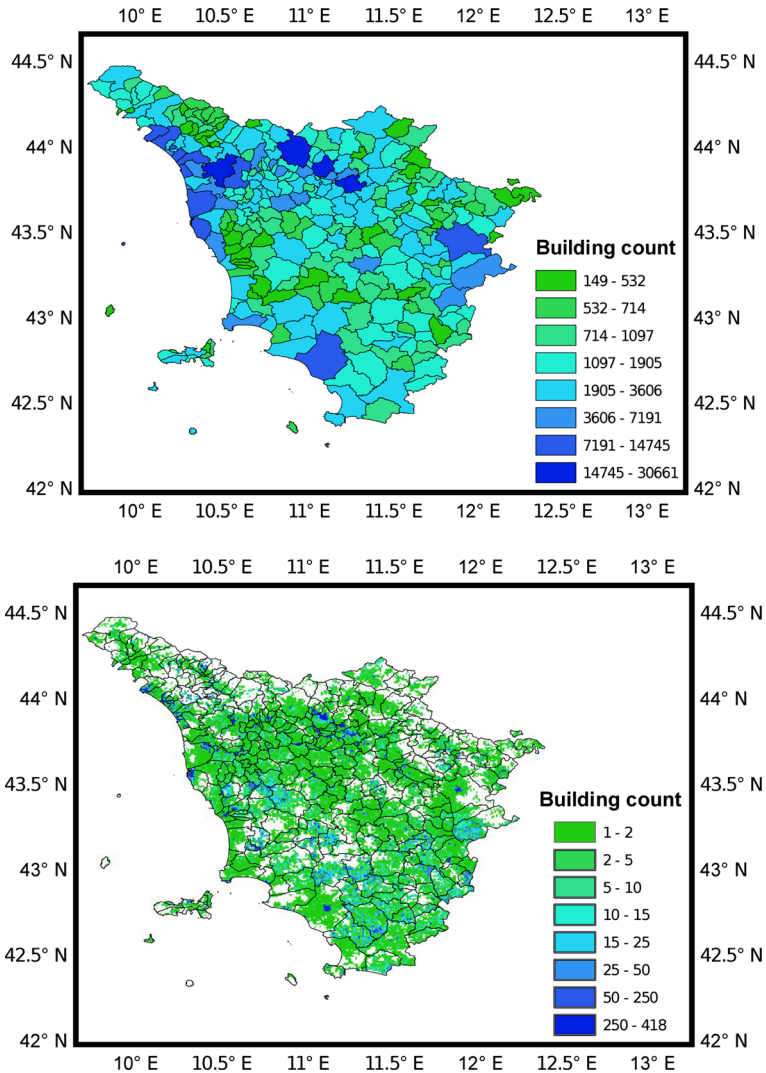 10° E 10.5° E 11° E 11.5° E 12° E 12.5° E 13° E
44.5° N 44.5° N
44° N 44° N
43.5° N 43.5° N
Building count
149 - 532
532 - 714
43° N 43° N
714 - 1097
1097 - 1905
1905 - 3606
42.5° N 42.5° N
3606 - 7191
7191 - 14745
14745 - 30661
42° N 42° N
10° E 10.5° E 11° E 11.5° E 12° E 12.5° E 13° E
10° E 10.5° E 11° E 11.5° E 12° E 12.5° E 13° E
44.5° N 44.5° N
44° N 44° N
43.5° N 43.5° N
Building count
1 - 2
2 - 5
43° N 43° N
5 - 10
10 - 15
15 - 25
42.5° N 42.5° N
25 - 50
50 - 250
250 - 418
42° N 42° N
10° E 10.5° E 11° E 11.5° E 12° E 12.5° E 13° E